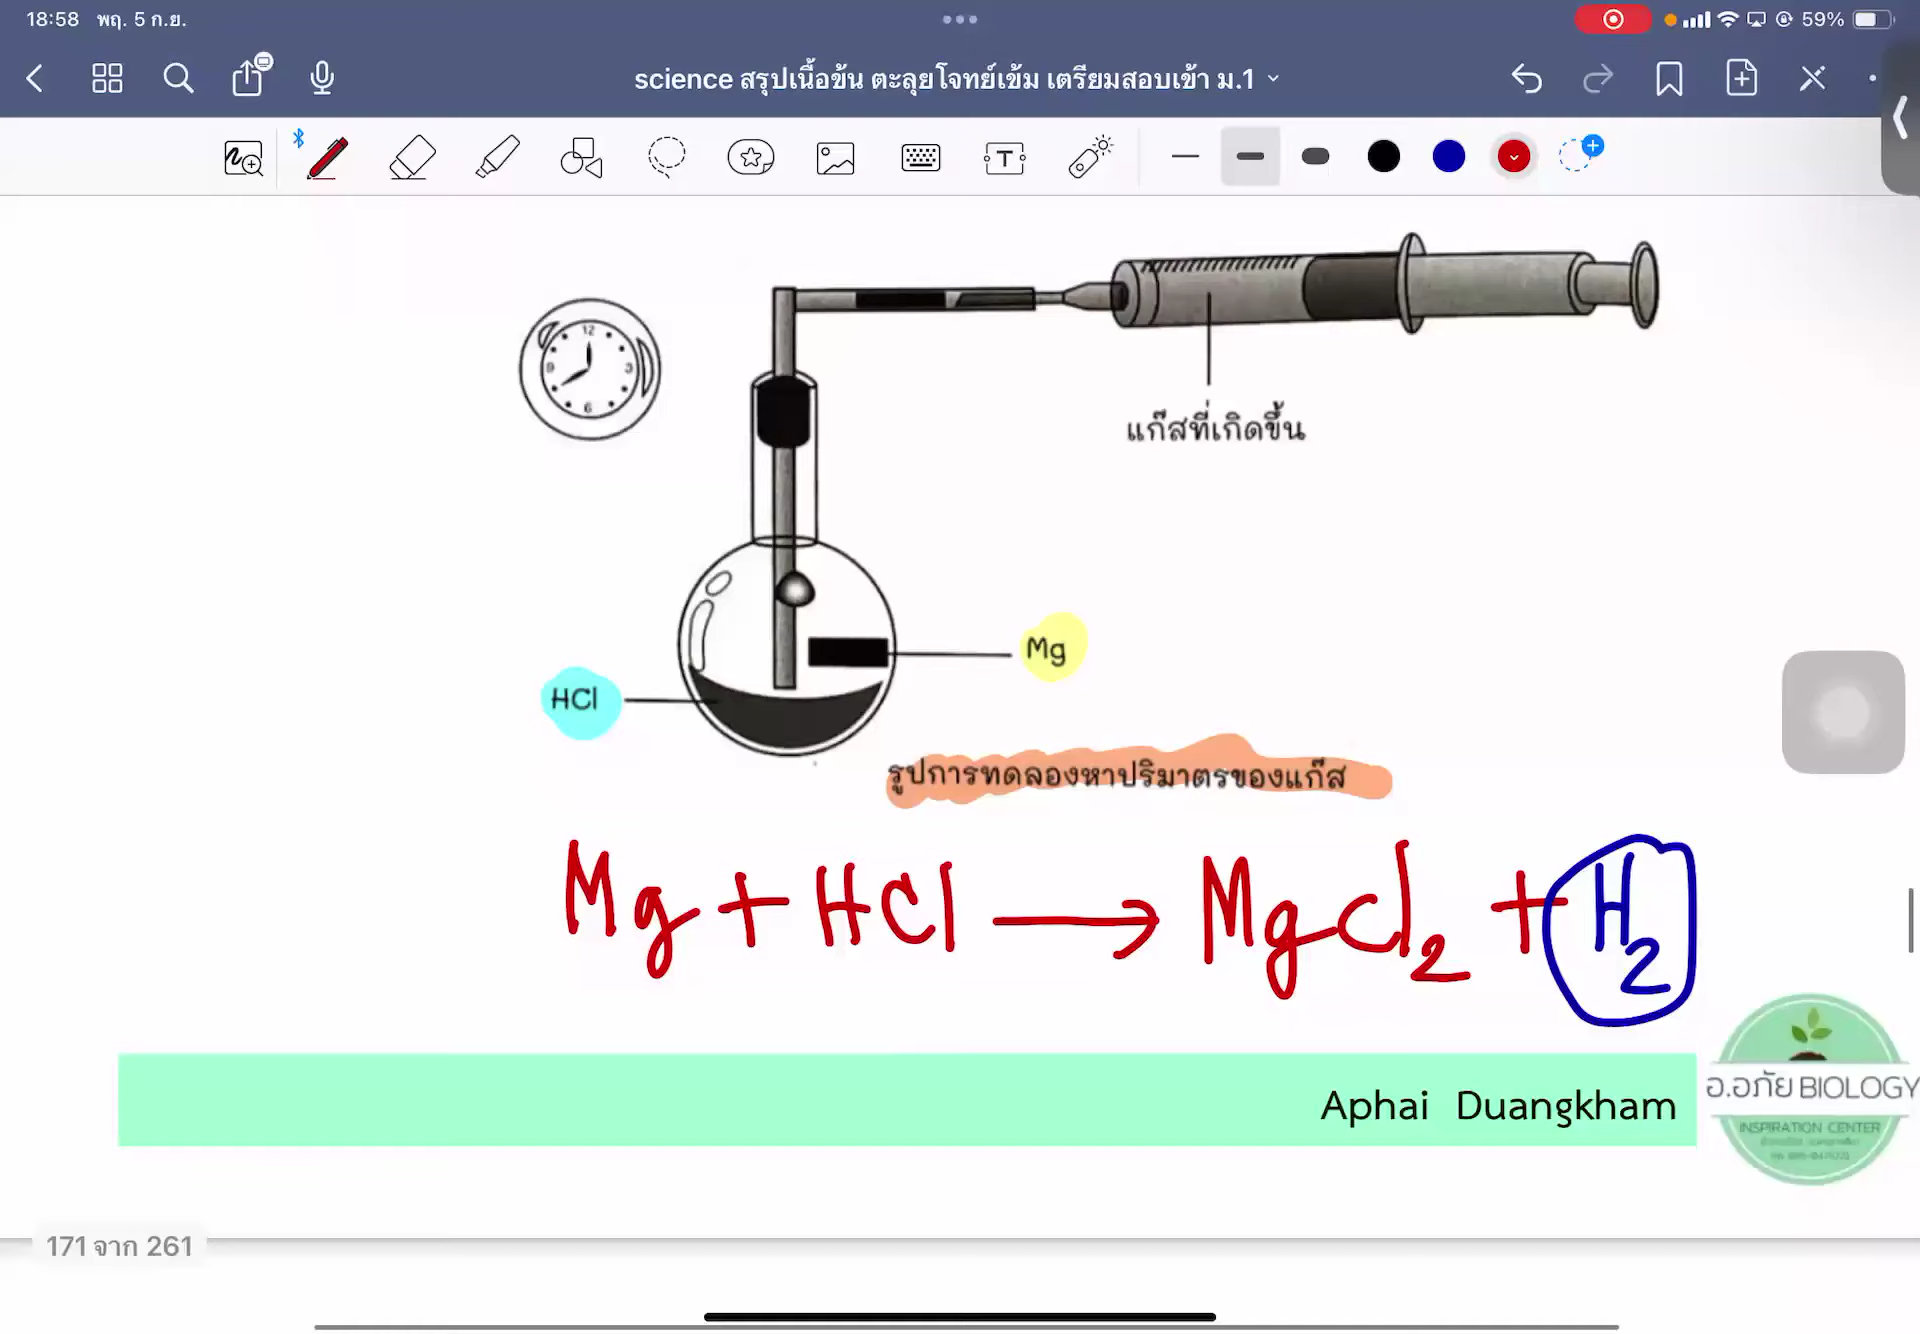 18:58 พฤ. 5 ก.ย.
59%
science สรุปเนื้อข้น ตะลุยโจทย์เข้ม เตรียมสอบเข้า ม.1
T
12
3
6
9
แก๊สที่เกิดขึ้น
Mg
HCl
รูปการทดลองหาปริมาตรของแก๊ส
Mg + HCl → MgCl₂ + H₂
Aphai Duangkham
อ.อภัย BIOLOGY
INSPIRATION CENTER
171 จาก 261